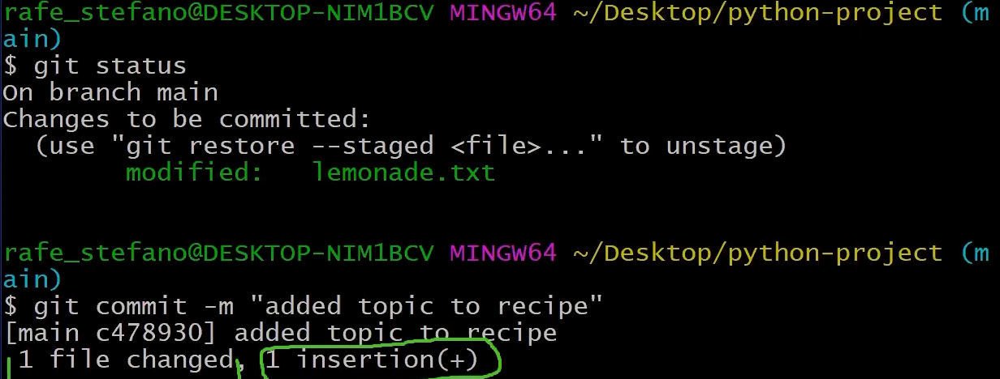 rafe_stefano@DESKTOP-NIM1BCV MINGW64 ~/Desktop/python-project (m
ain)
$ git status
On branch main
Changes to be committed:
  (use "git restore --staged <file>..." to unstage)
        modified:   lemonade.txt

rafe_stefano@DESKTOP-NIM1BCV MINGW64 ~/Desktop/python-project (m
ain)
$ git commit -m "added topic to recipe"
[main c478930] added topic to recipe
 1 file changed, 1 insertion(+)